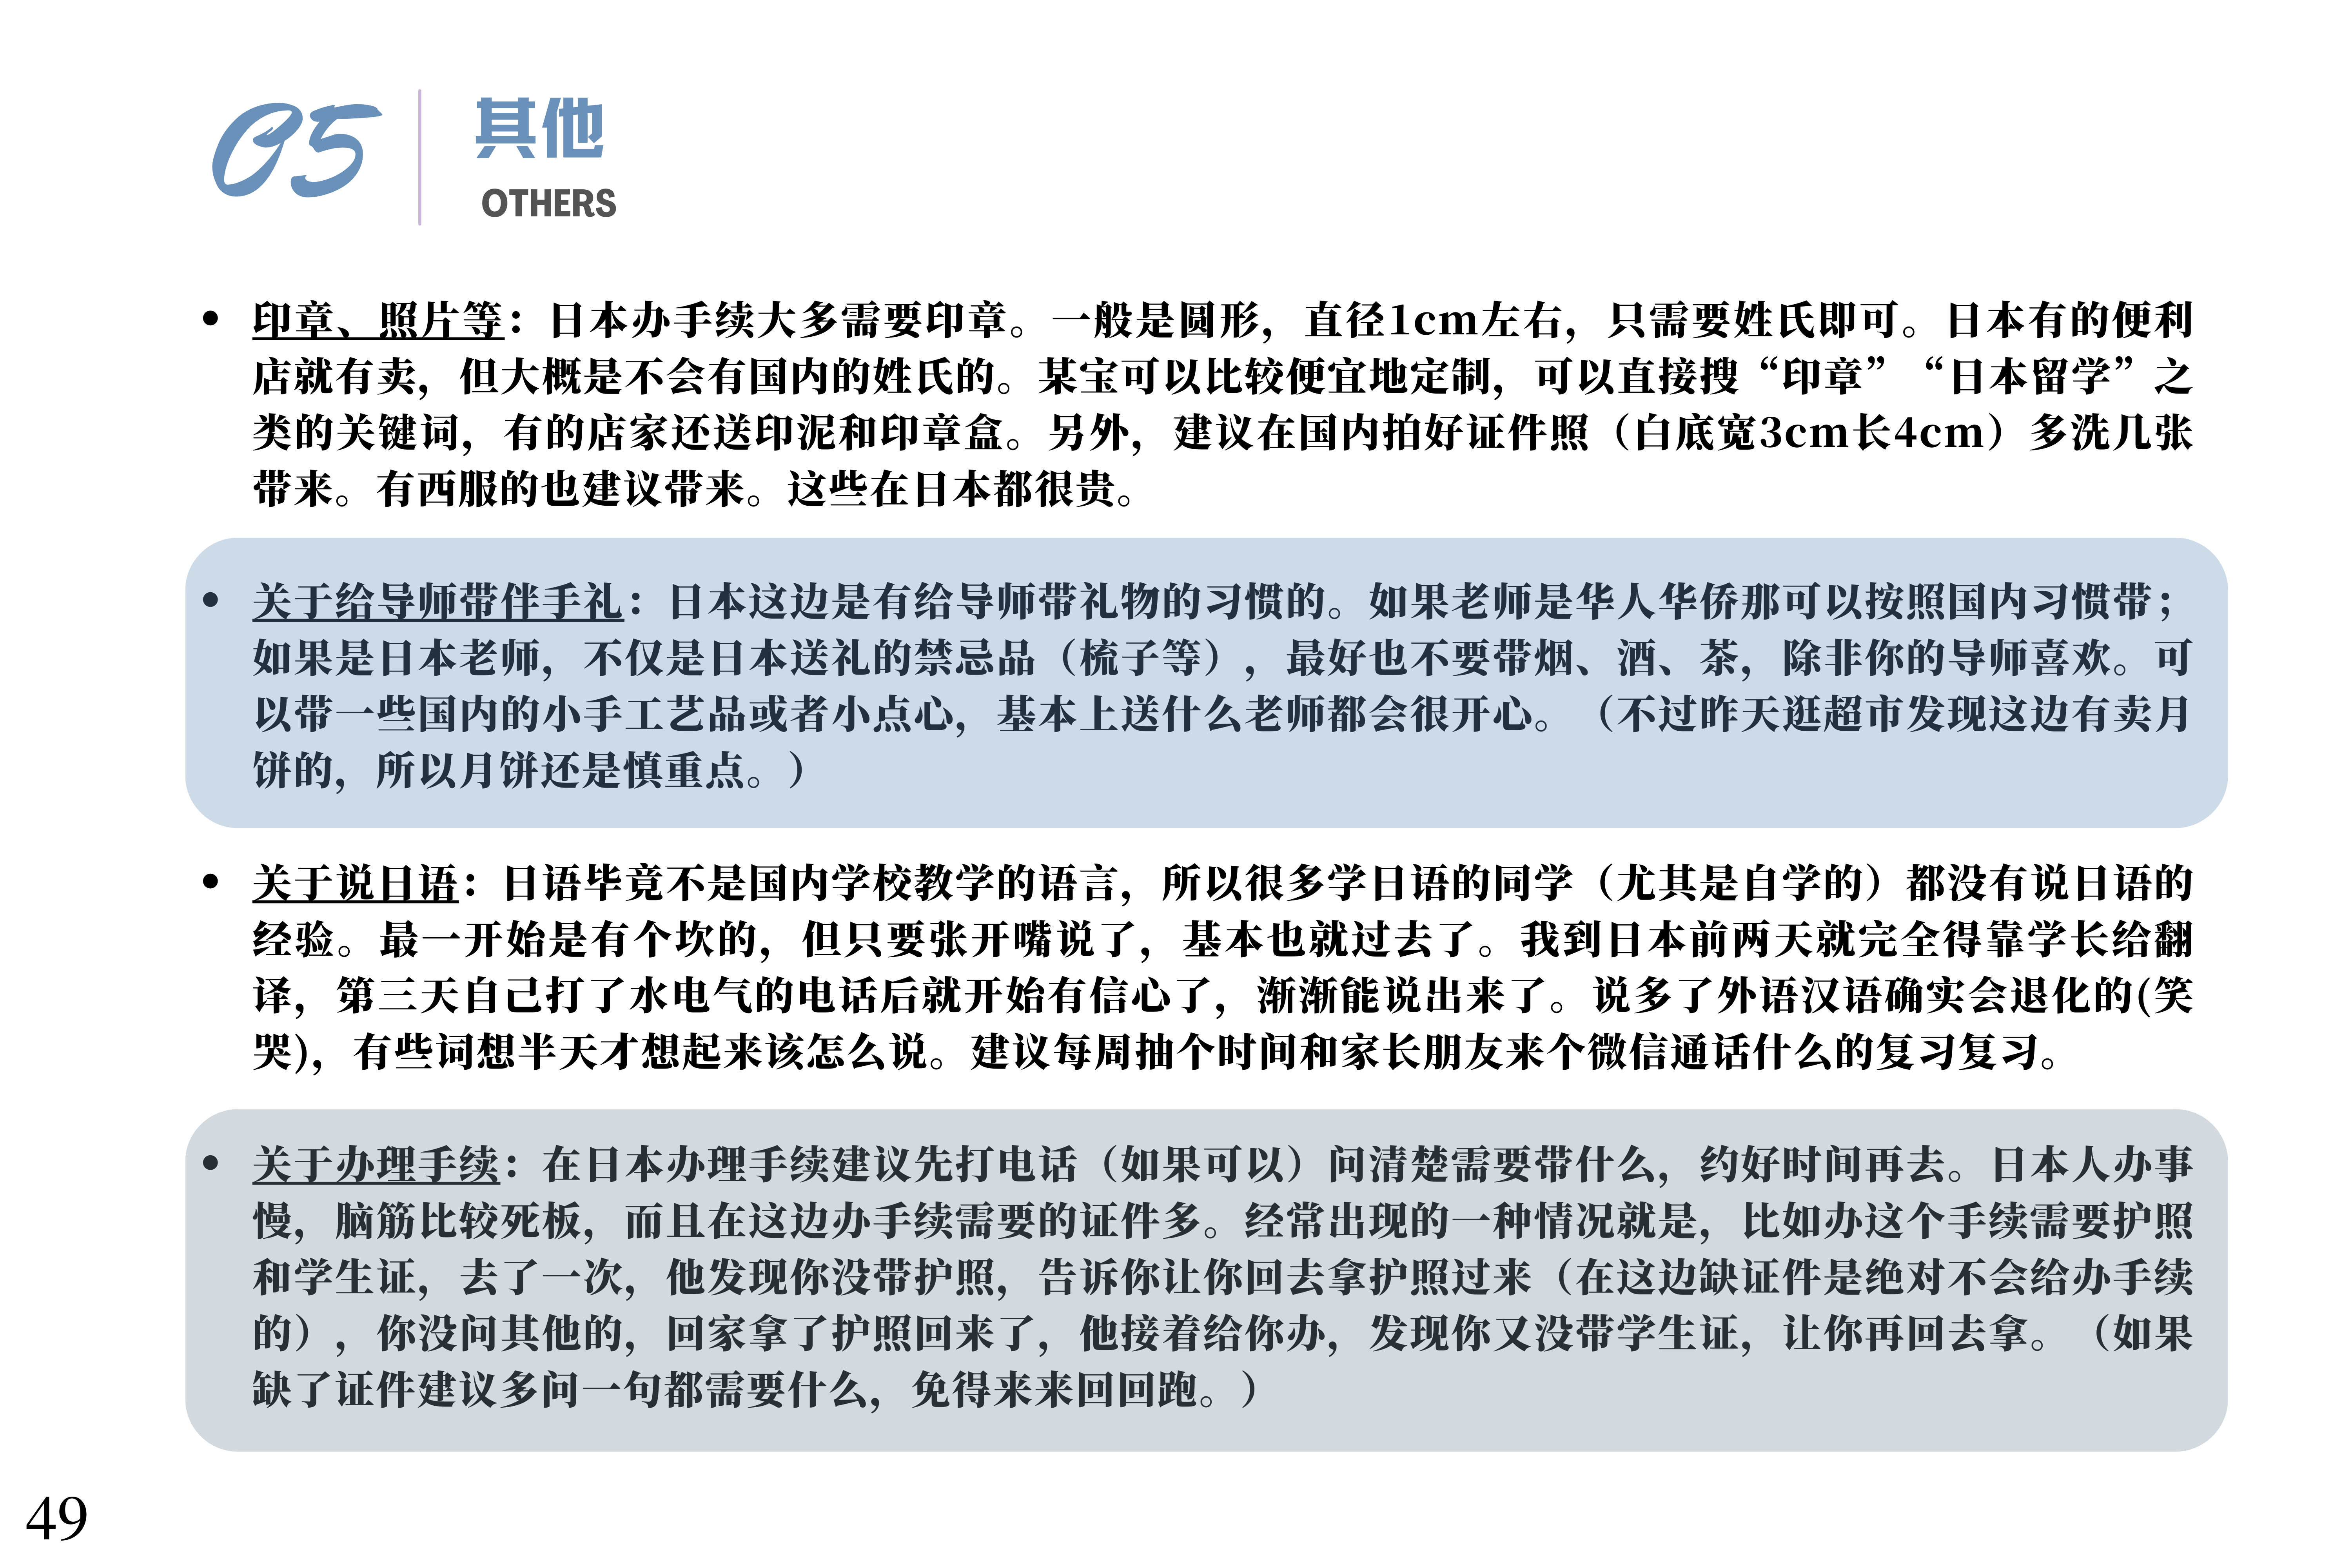 05
其他
OTHERS
• 印章、照片等：日本办手续大多需要印章。一般是圆形，直径1cm左右，只需要姓氏即可。日本有的便利
店就有卖，但大概是不会有国内的姓氏的。某宝可以比较便宜地定制，可以直接搜“印章”“日本留学”之
类的关键词，有的店家还送印泥和印章盒。另外，建议在国内拍好证件照（白底宽3cm长4cm）多洗几张
带来。有西服的也建议带来。这些在日本都很贵。
• 关于给导师带伴手礼：日本这边是有给导师带礼物的习惯的。如果老师是华人华侨那可以按照国内习惯带；
如果是日本老师，不仅是日本送礼的禁忌品（梳子等），最好也不要带烟、酒、茶，除非你的导师喜欢。可
以带一些国内的小手工艺品或者小点心，基本上送什么老师都会很开心。（不过昨天逛超市发现这边有卖月
饼的，所以月饼还是慎重点。）
• 关于说日语：日语毕竟不是国内学校教学的语言，所以很多学日语的同学（尤其是自学的）都没有说日语的
经验。最一开始是有个坎的，但只要张开嘴说了，基本也就过去了。我到日本前两天就完全得靠学长给翻
译，第三天自己打了水电气的电话后就开始有信心了，渐渐能说出来了。说多了外语汉语确实会退化的(笑
哭)，有些词想半天才想起来该怎么说。建议每周抽个时间和家长朋友来个微信通话什么的复习复习。
• 关于办理手续：在日本办理手续建议先打电话（如果可以）问清楚需要带什么，约好时间再去。日本人办事
慢，脑筋比较死板，而且在这边办手续需要的证件多。经常出现的一种情况就是，比如办这个手续需要护照
和学生证，去了一次，他发现你没带护照，告诉你让你回去拿护照过来（在这边缺证件是绝对不会给办手续
的），你没问其他的，回家拿了护照回来了，他接着给你办，发现你又没带学生证，让你再回去拿。（如果
缺了证件建议多问一句都需要什么，免得来来回回跑。）
49